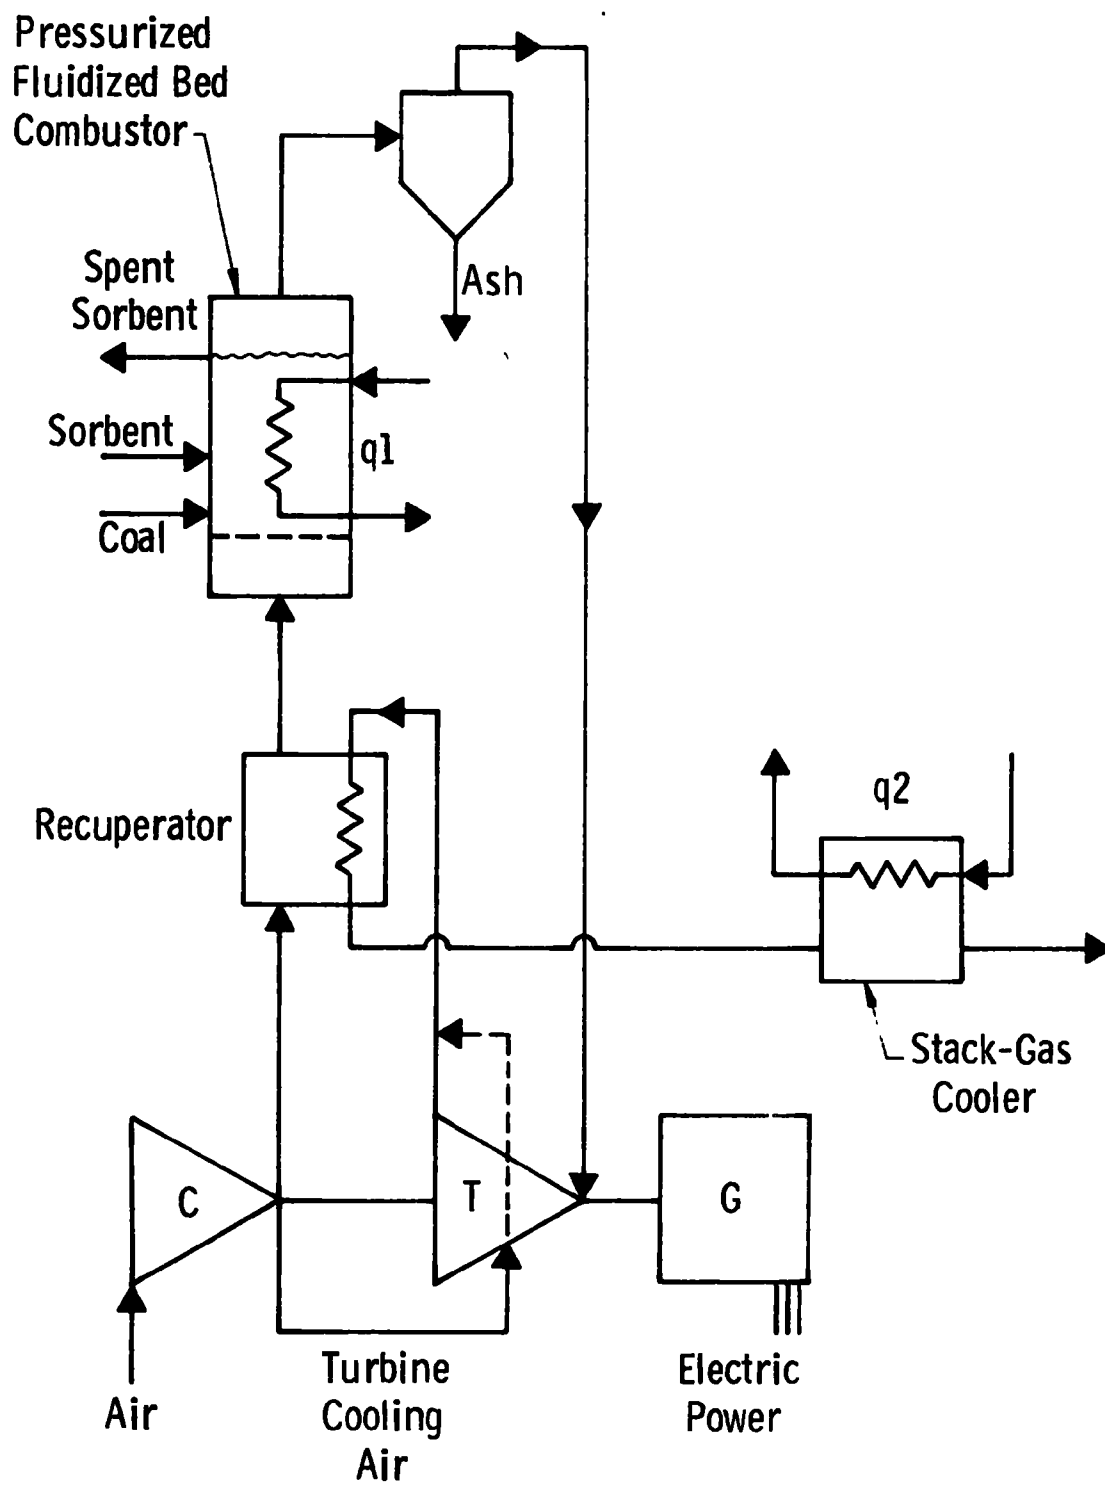 Pressurized
Fluidized Bed
Combustor
Spent
Sorbent
Ash
Sorbent
q1
Coal
Recuperator
q2
Stack-Gas
Cooler
C
T
G
Air
Turbine
Cooling
Air
Electric
Power